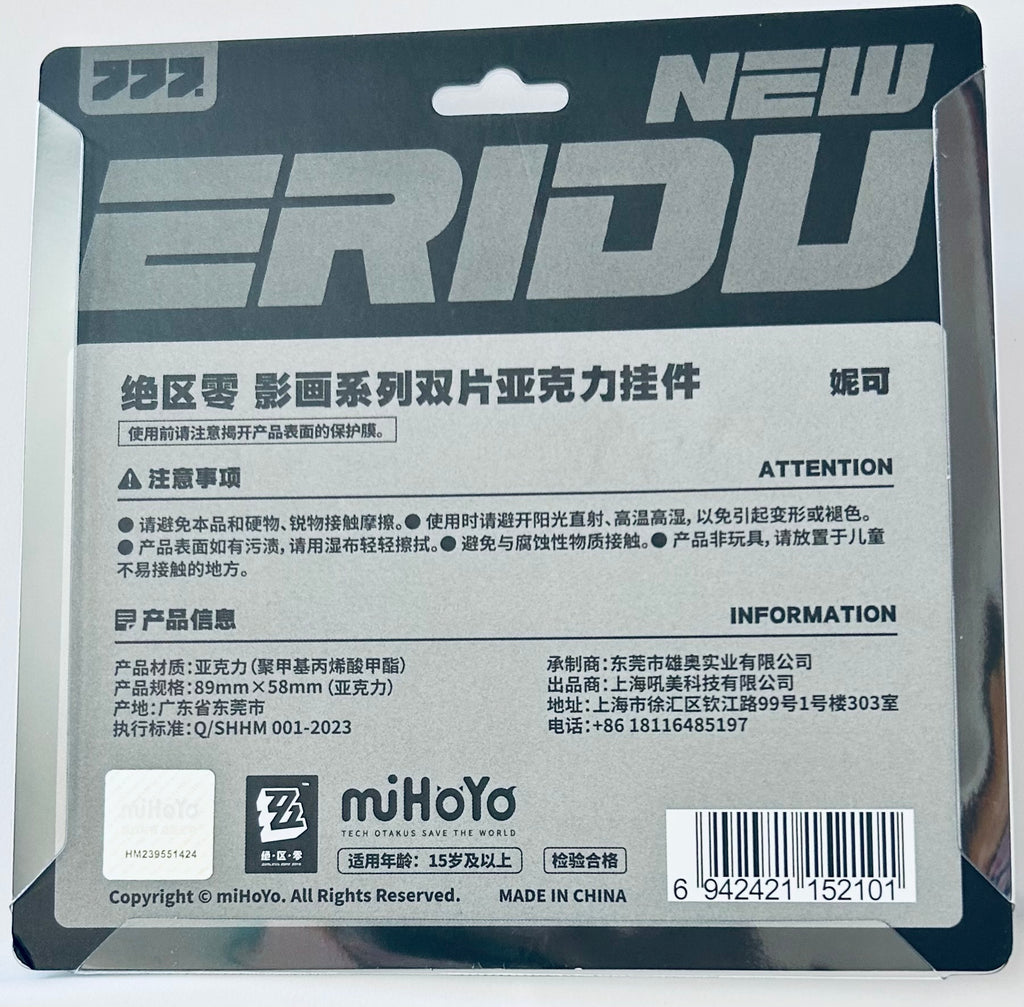 777.
NEW
ERIDU
绝区零 影画系列双片亚克力挂件
妮可
使用前请注意揭开产品表面的保护膜。
注意事项
ATTENTION
● 请避免本品和硬物、锐物接触摩擦。● 使用时请避开阳光直射、高温高湿, 以免引起变形或褪色。
● 产品表面如有污渍, 请用湿布轻轻擦拭。● 避免与腐蚀性物质接触。● 产品非玩具, 请放置于儿童
不易接触的地方。
产品信息
INFORMATION
产品材质:亚克力 (聚甲基丙烯酸甲酯)
产品规格:89mm×58mm (亚克力)
产地:广东省东莞市
执行标准:Q/SHHM 001-2023
承制商:东莞市雄奥实业有限公司
出品商:上海吼美科技有限公司
地址:上海市徐汇区钦江路99号1号楼303室
电话:+86 18116485197
miHoYo
HM239551424
绝·区·零
miHoYo
TECH OTAKUS SAVE THE WORLD
适用年龄: 15岁及以上
检验合格
Copyright © miHoYo. All Rights Reserved.
MADE IN CHINA
6 942421 152101